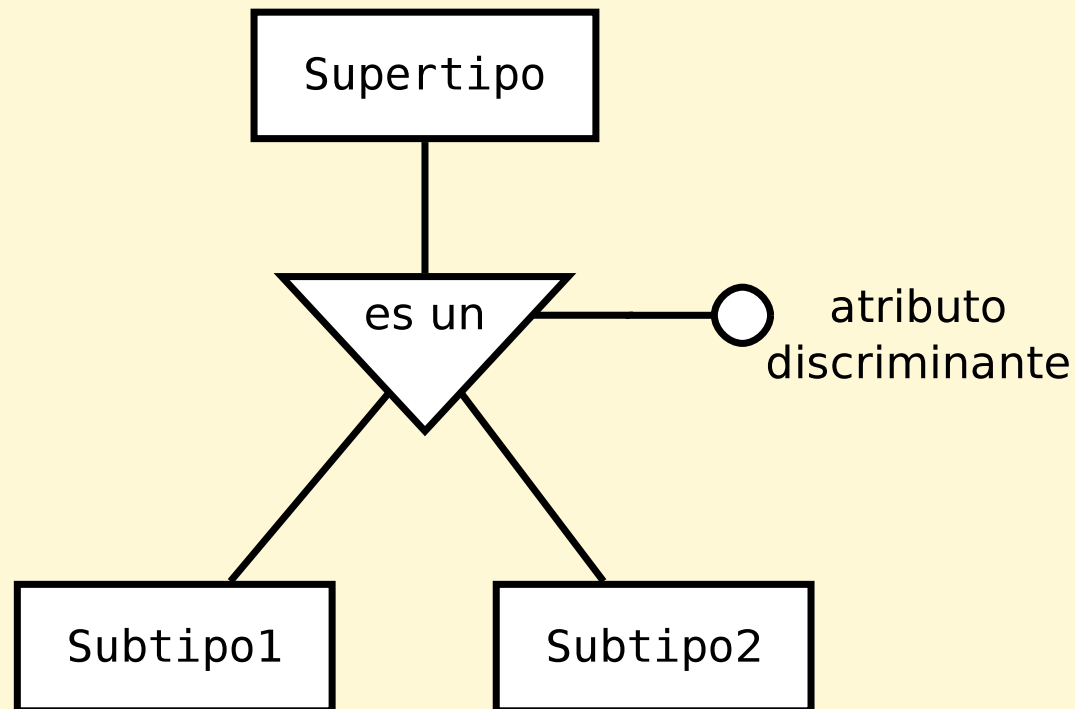 Supertipo
es un
atributo
discriminante
Subtipo1
Subtipo2